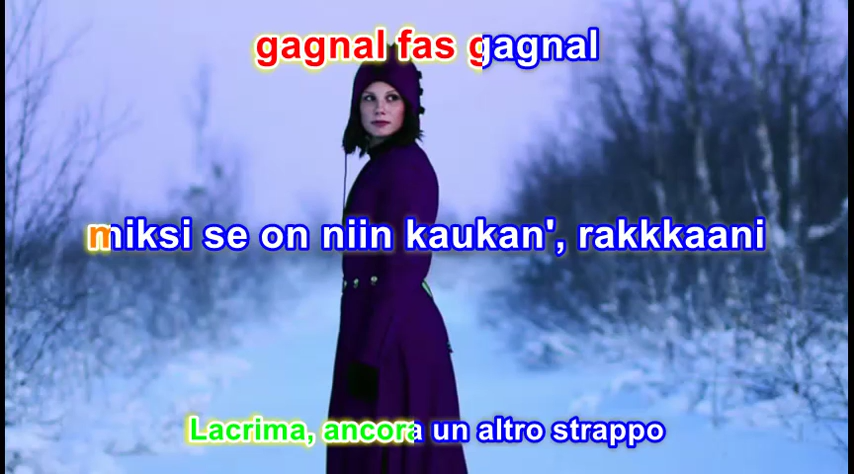 gagnal fas gagnal
miksi se on niin kaukan', rakkkaani
Lacrima, ancora un altro strappo